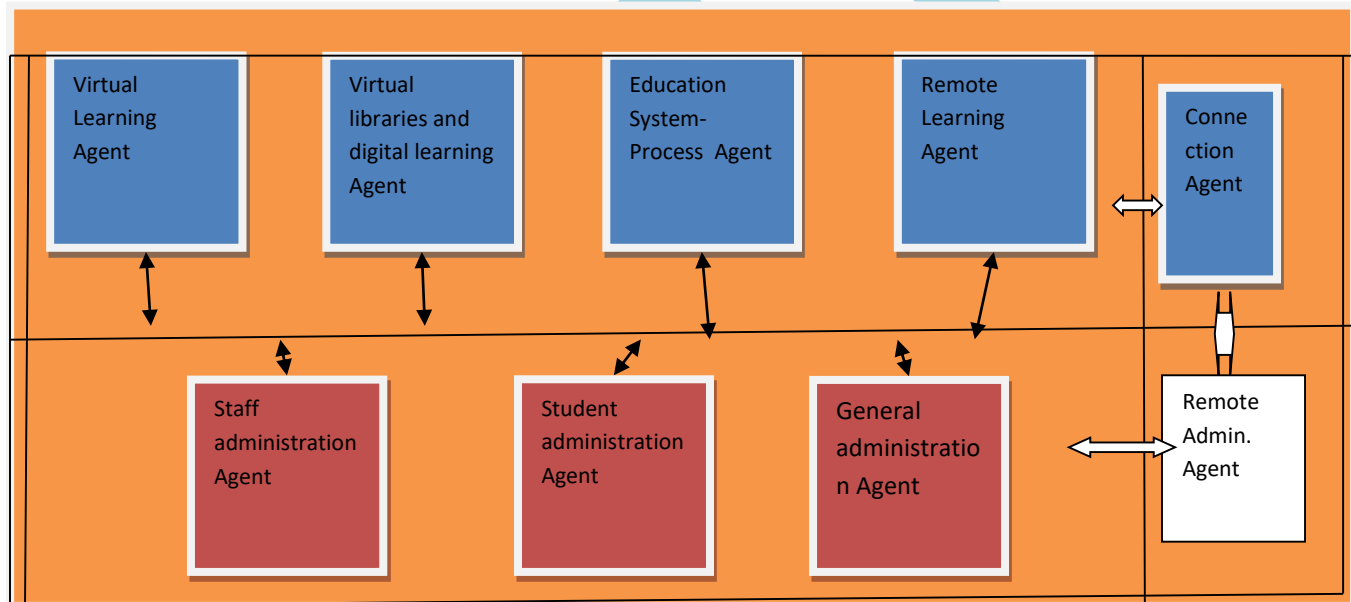 Virtual
Learning
Agent
Virtual
libraries and
digital learning
Agent
Education
System-
Process Agent
Remote
Learning
Agent
Conne
ction
Agent
Staff
administration
Agent
Student
administration
Agent
General
administratio
n Agent
Remote
Admin.
Agent